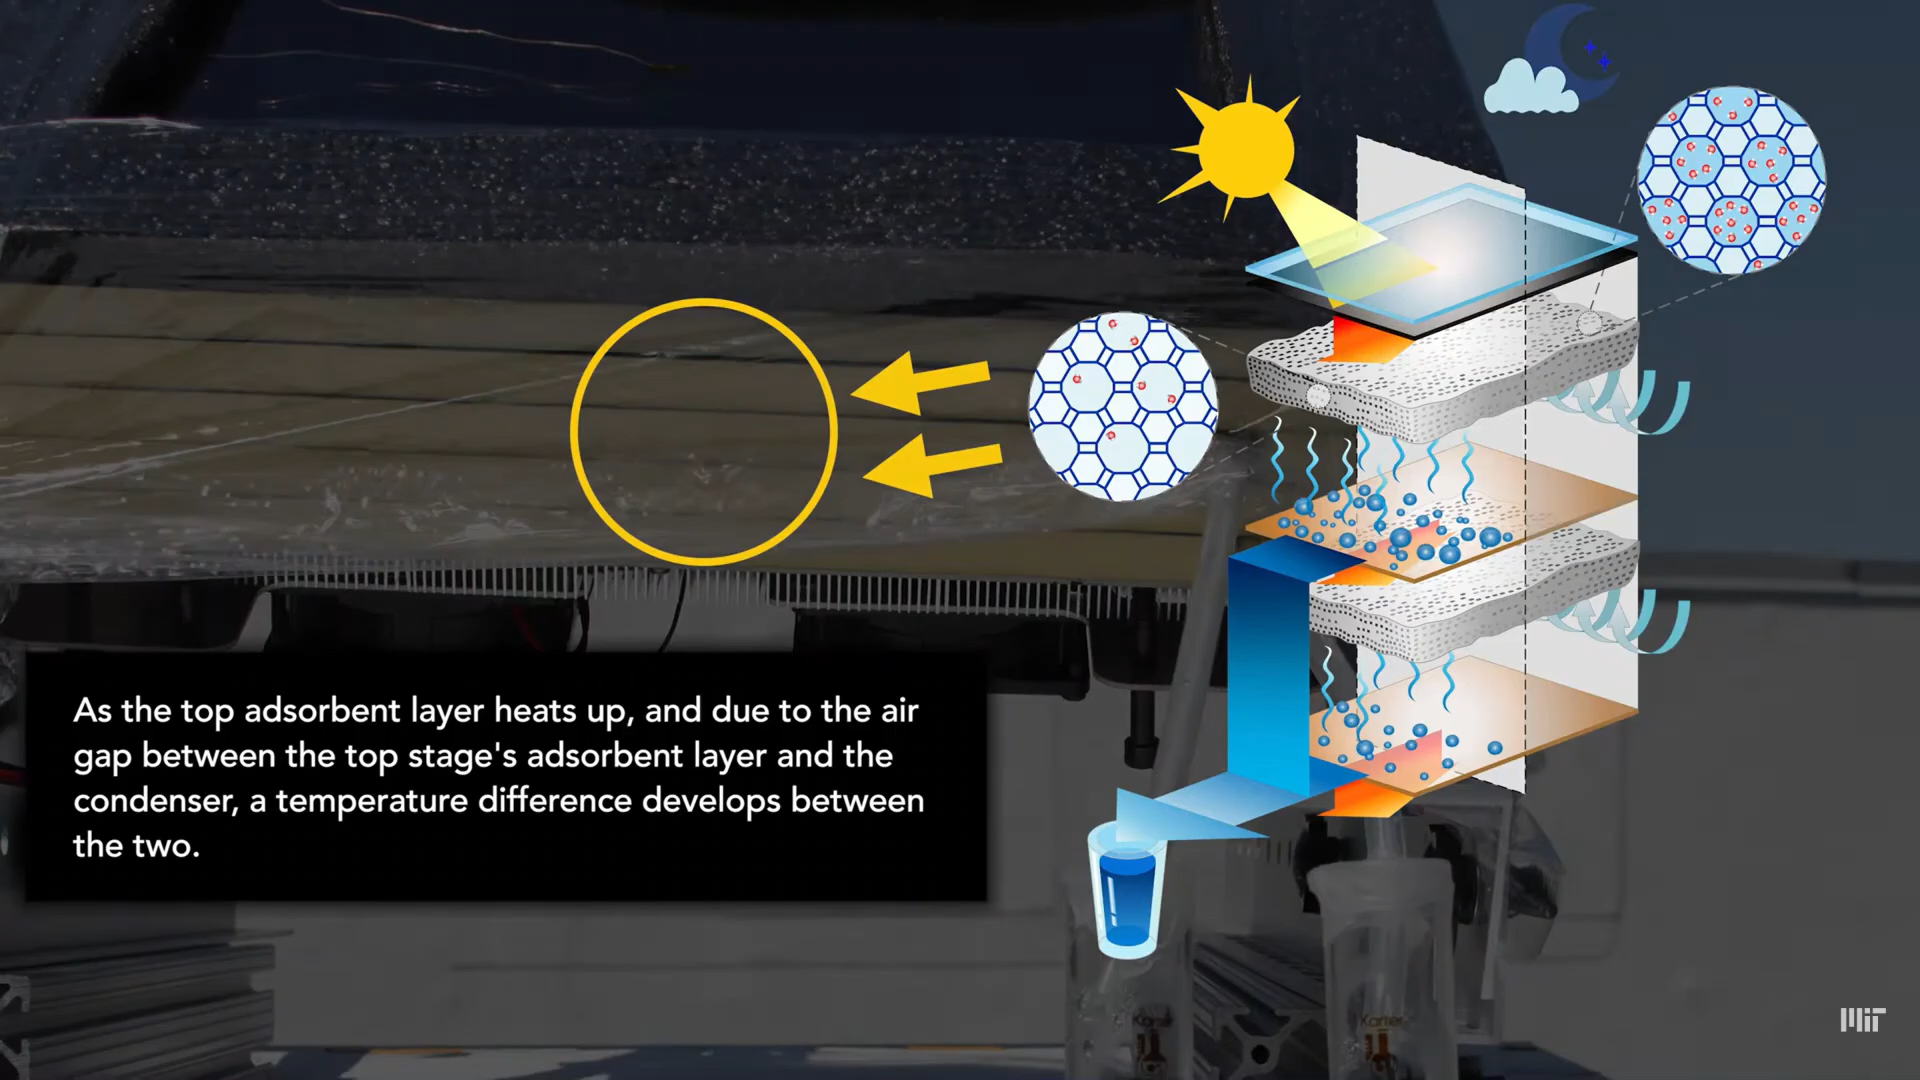 As the top adsorbent layer heats up, and due to the air
gap between the top stage's adsorbent layer and the
condenser, a temperature difference develops between
the two.
MIT